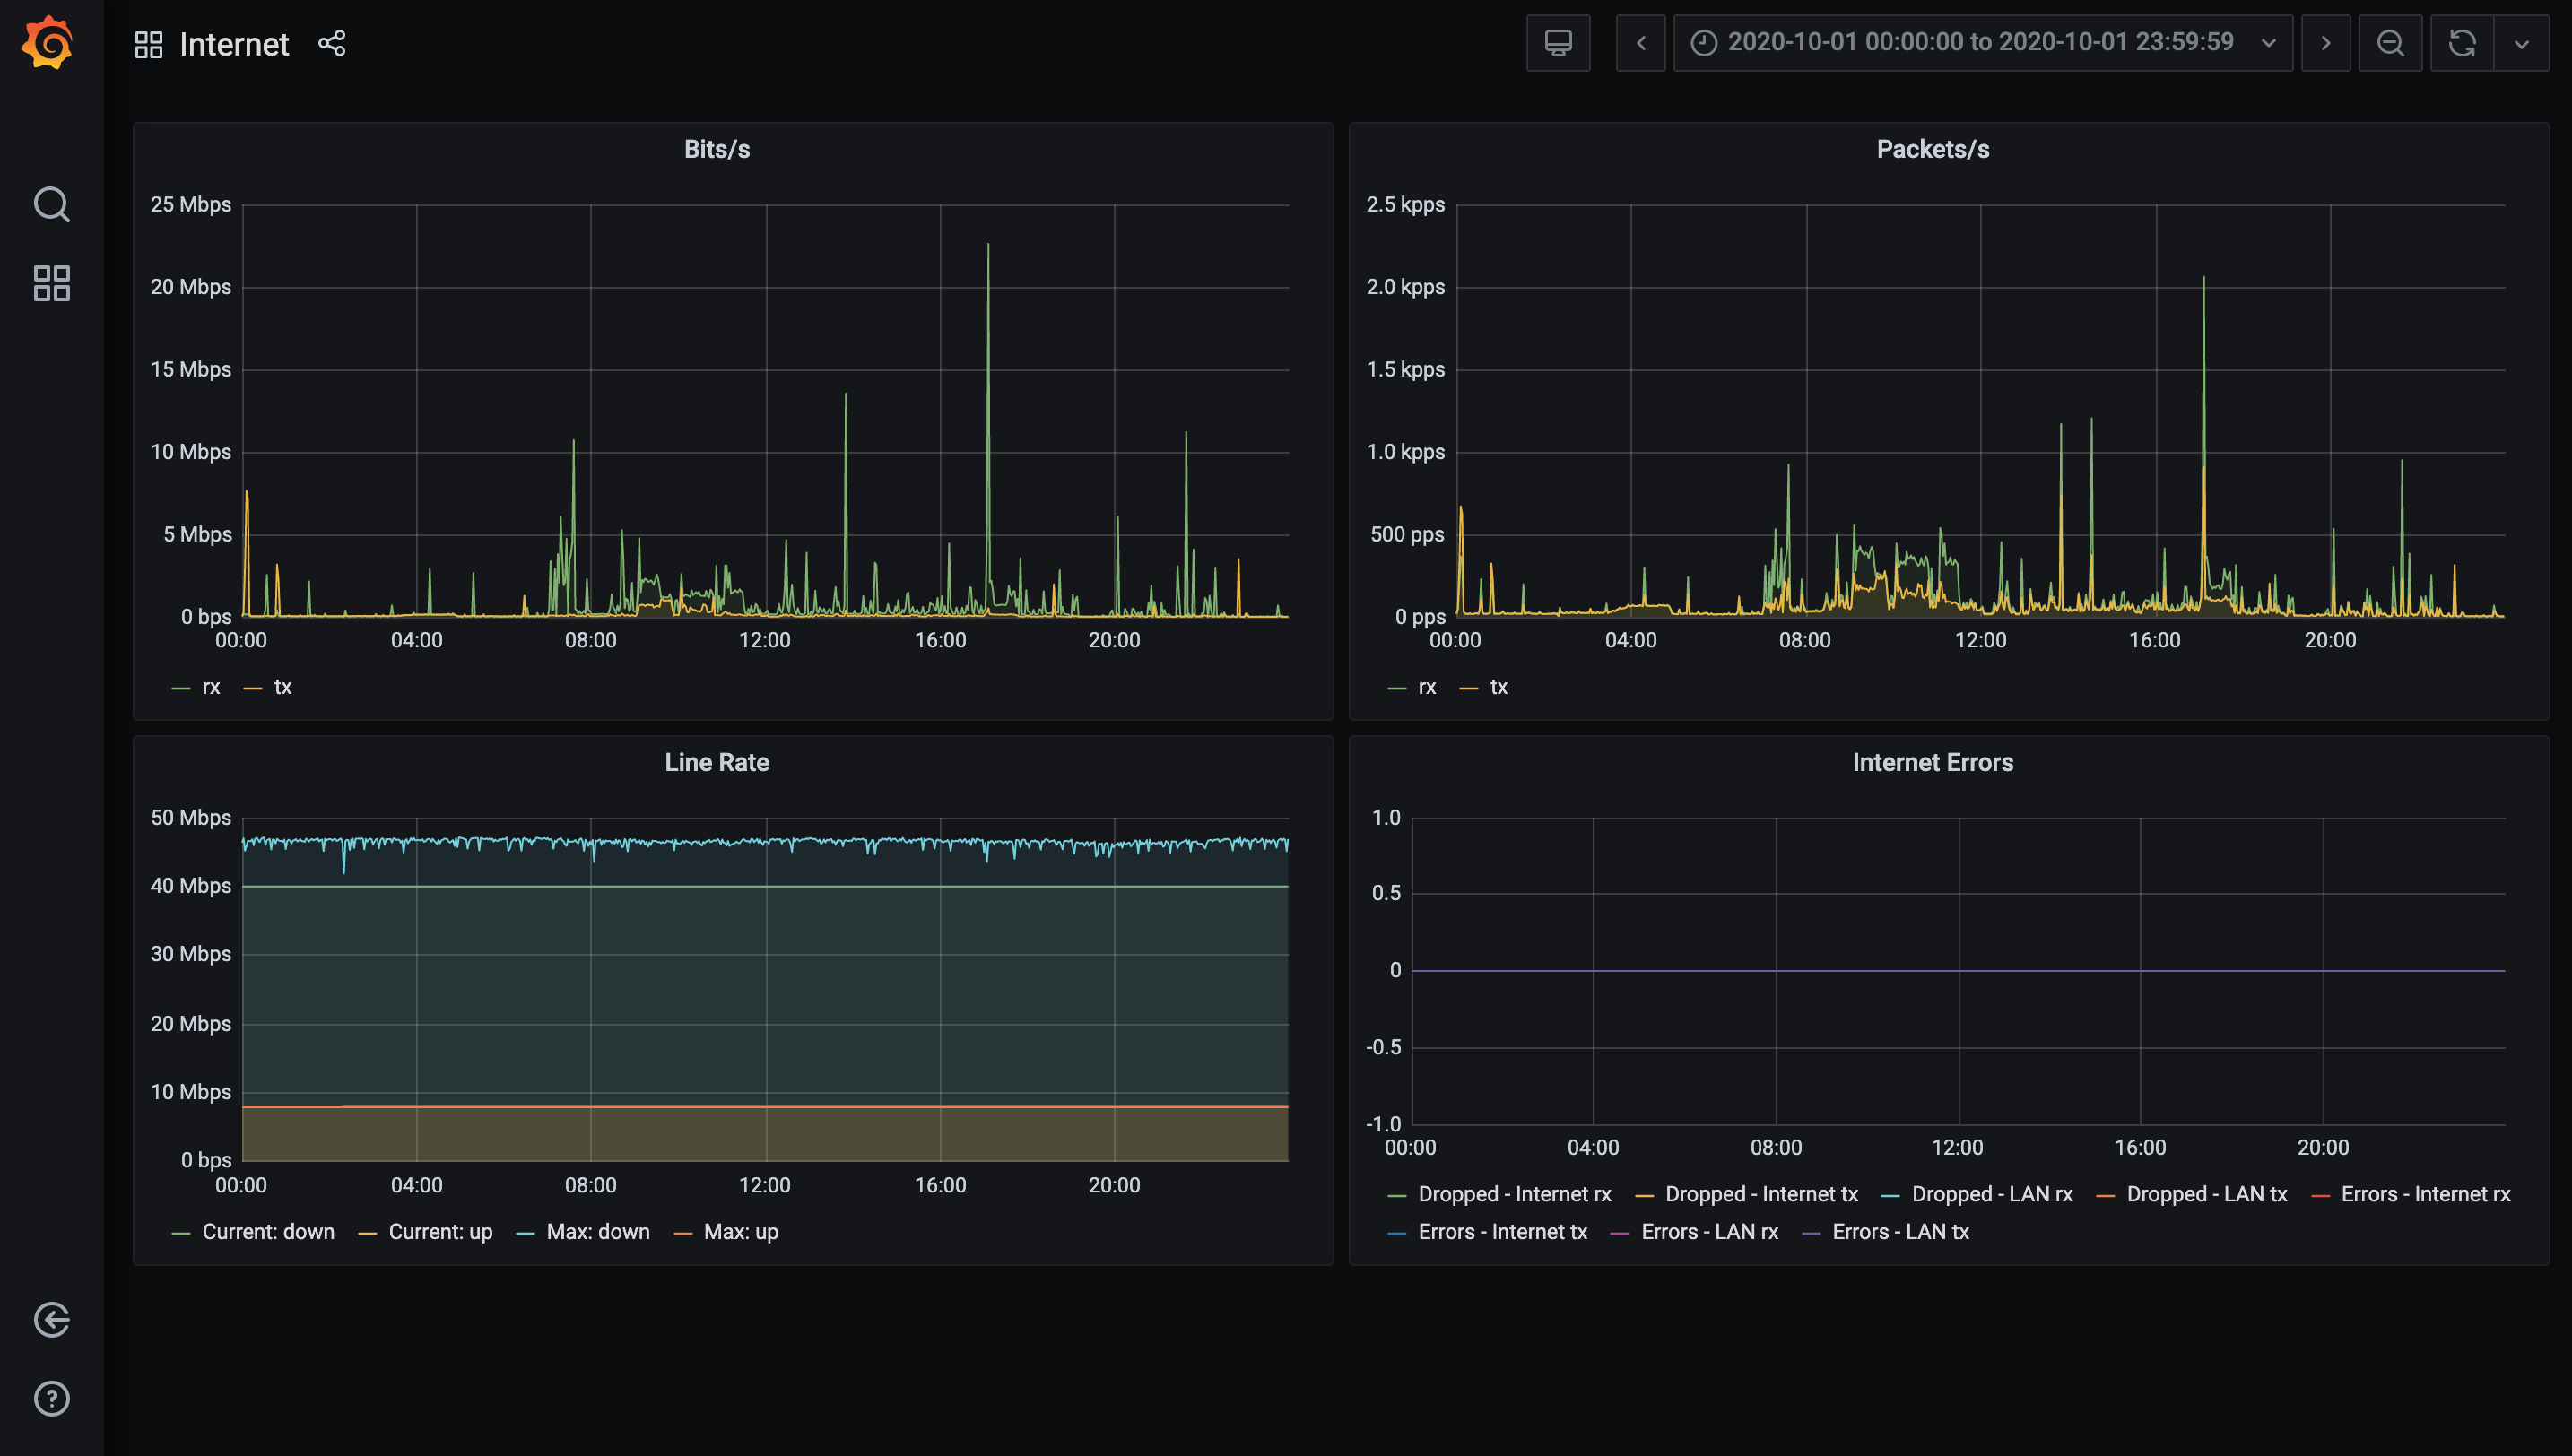 Internet
2020-10-01 00:00:00 to 2020-10-01 23:59:59
Bits/s
25 Mbps
20 Mbps
15 Mbps
10 Mbps
5 Mbps
0 bps
00:00 04:00 08:00 12:00 16:00 20:00
rx tx
Packets/s
2.5 kpps
2.0 kpps
1.5 kpps
1.0 kpps
500 pps
0 pps
00:00 04:00 08:00 12:00 16:00 20:00
rx tx
Line Rate
50 Mbps
40 Mbps
30 Mbps
20 Mbps
10 Mbps
0 bps
00:00 04:00 08:00 12:00 16:00 20:00
Current: down Current: up Max: down Max: up
Internet Errors
1.0
0.5
0
-0.5
-1.0
00:00 04:00 08:00 12:00 16:00 20:00
Dropped - Internet rx Dropped - Internet tx Dropped - LAN rx Dropped - LAN tx Errors - Internet rx
Errors - Internet tx Errors - LAN rx Errors - LAN tx